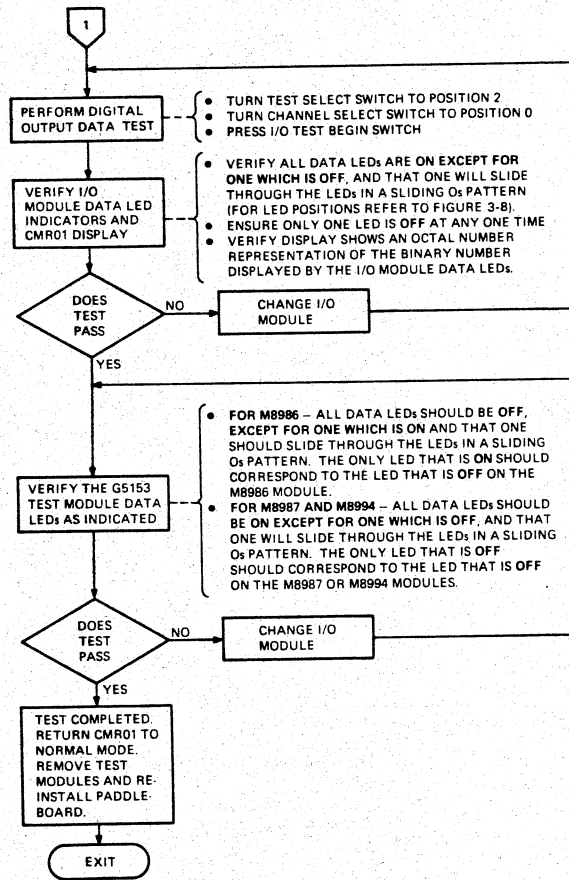 1
PERFORM DIGITAL
OUTPUT DATA TEST
• TURN TEST SELECT SWITCH TO POSITION 2
• TURN CHANNEL SELECT SWITCH TO POSITION 0
• PRESS I/O TEST BEGIN SWITCH
VERIFY I/O
MODULE DATA LED
INDICATORS AND
CMR01 DISPLAY
• VERIFY ALL DATA LEDs ARE ON EXCEPT FOR
ONE WHICH IS OFF, AND THAT ONE WILL SLIDE
THROUGH THE LEDs IN A SLIDING Os PATTERN
(FOR LED POSITIONS REFER TO FIGURE 3-8).
• ENSURE ONLY ONE LED IS OFF AT ANY ONE TIME
• VERIFY DISPLAY SHOWS AN OCTAL NUMBER
REPRESENTATION OF THE BINARY NUMBER
DISPLAYED BY THE I/O MODULE DATA LEDs.
DOES
TEST
PASS
NO
CHANGE I/O
MODULE
YES
VERIFY THE G5153
TEST MODULE DATA
LEDs AS INDICATED
• FOR M8986 – ALL DATA LEDs SHOULD BE OFF,
EXCEPT FOR ONE WHICH IS ON AND THAT ONE
SHOULD SLIDE THROUGH THE LEDs IN A SLIDING
Os PATTERN. THE ONLY LED THAT IS ON SHOULD
CORRESPOND TO THE LED THAT IS OFF ON THE
M8986 MODULE.
• FOR M8987 AND M8994 – ALL DATA LEDs SHOULD
BE ON EXCEPT FOR ONE WHICH IS OFF, AND THAT
ONE WILL SLIDE THROUGH THE LEDs IN A SLIDING
Os PATTERN. THE ONLY LED THAT IS OFF
SHOULD CORRESPOND TO THE LED THAT IS OFF
ON THE M8987 OR M8994 MODULES.
DOES
TEST
PASS
NO
CHANGE I/O
MODULE
YES
TEST COMPLETED.
RETURN CMR01 TO
NORMAL MODE.
REMOVE TEST
MODULES AND RE-
INSTALL PADDLE-
BOARD.
EXIT